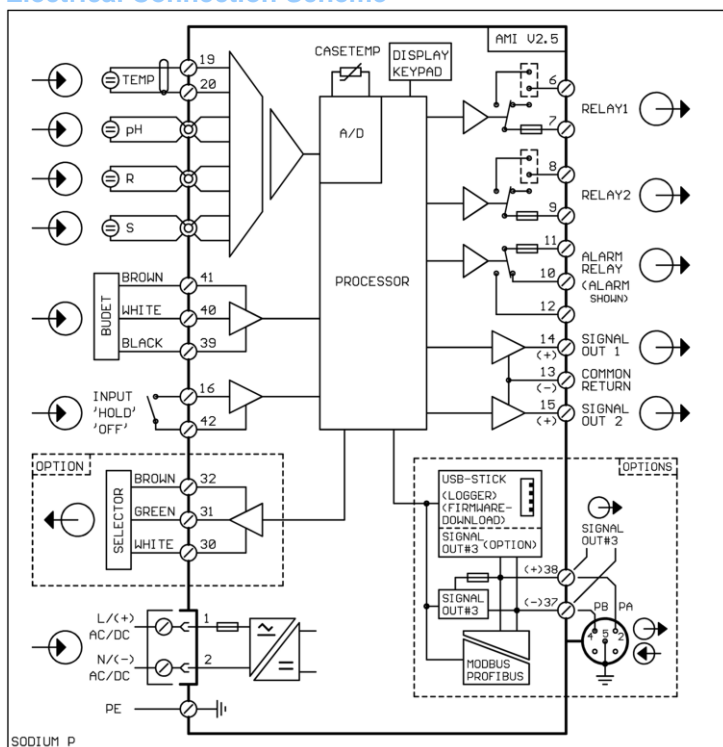 Electrical Connection Scheme
AMI V2.5
CASETEMP
DISPLAY
KEYPAD
A/D
PROCESSOR
TEMP
19
20
pH
R
S
BUDET
BROWN 41
WHITE 40
BLACK 39
INPUT
'HOLD'
'OFF'
16
42
OPTION
SELECTOR
BROWN 32
GREEN 31
WHITE 30
L/(+)
AC/DC
1
N/(-)
AC/DC
2
PE
6
RELAY1
7
8
RELAY2
9
11
ALARM
RELAY
10
(ALARM
SHOWN)
12
14
(+)
SIGNAL
OUT 1
13
(-)
COMMON
RETURN
15
(+)
SIGNAL
OUT 2
OPTIONS
USB-STICK
(LOGGER)
(FIRMWARE-
DOWNLOAD)
SIGNAL
OUT#3 (OPTION)
SIGNAL
OUT#3
(+)38
SIGNAL
OUT#3
(-)37
PB PA
4 5 2
MODBUS
PROFIBUS
SODIUM P